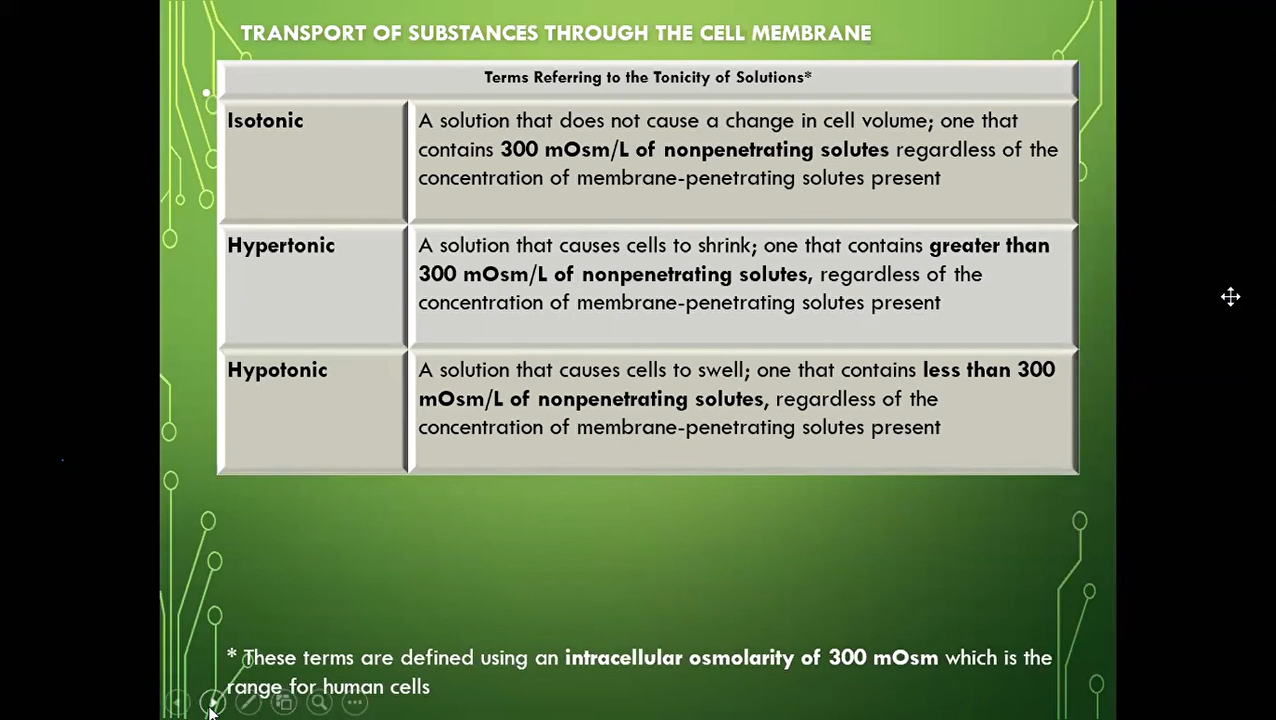 TRANSPORT OF SUBSTANCES THROUGH THE CELL MEMBRANE
Terms Referring to the Tonicity of Solutions*
Isotonic
A solution that does not cause a change in cell volume; one that
contains 300 mOsm/L of nonpenetrating solutes regardless of the
concentration of membrane-penetrating solutes present
Hypertonic
A solution that causes cells to shrink; one that contains greater than
300 mOsm/L of nonpenetrating solutes, regardless of the
concentration of membrane-penetrating solutes present
Hypotonic
A solution that causes cells to swell; one that contains less than 300
mOsm/L of nonpenetrating solutes, regardless of the
concentration of membrane-penetrating solutes present
* These terms are defined using an intracellular osmolarity of 300 mOsm which is the
range for human cells